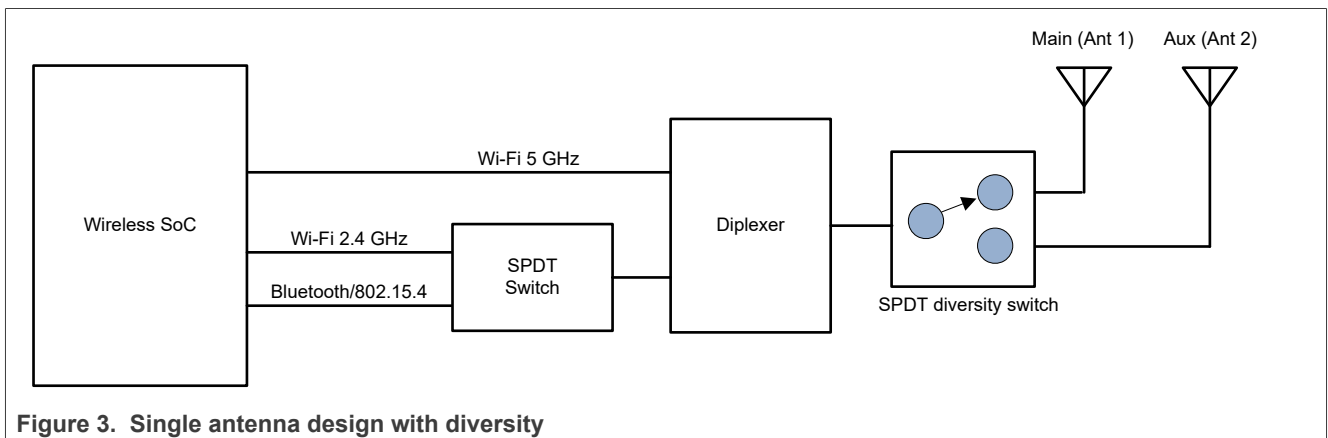 Main (Ant 1)
Aux (Ant 2)
Wi-Fi 5 GHz
Wireless SoC
Diplexer
Wi-Fi 2.4 GHz
SPDT
Switch
Bluetooth/802.15.4
SPDT diversity switch
Figure 3. Single antenna design with diversity